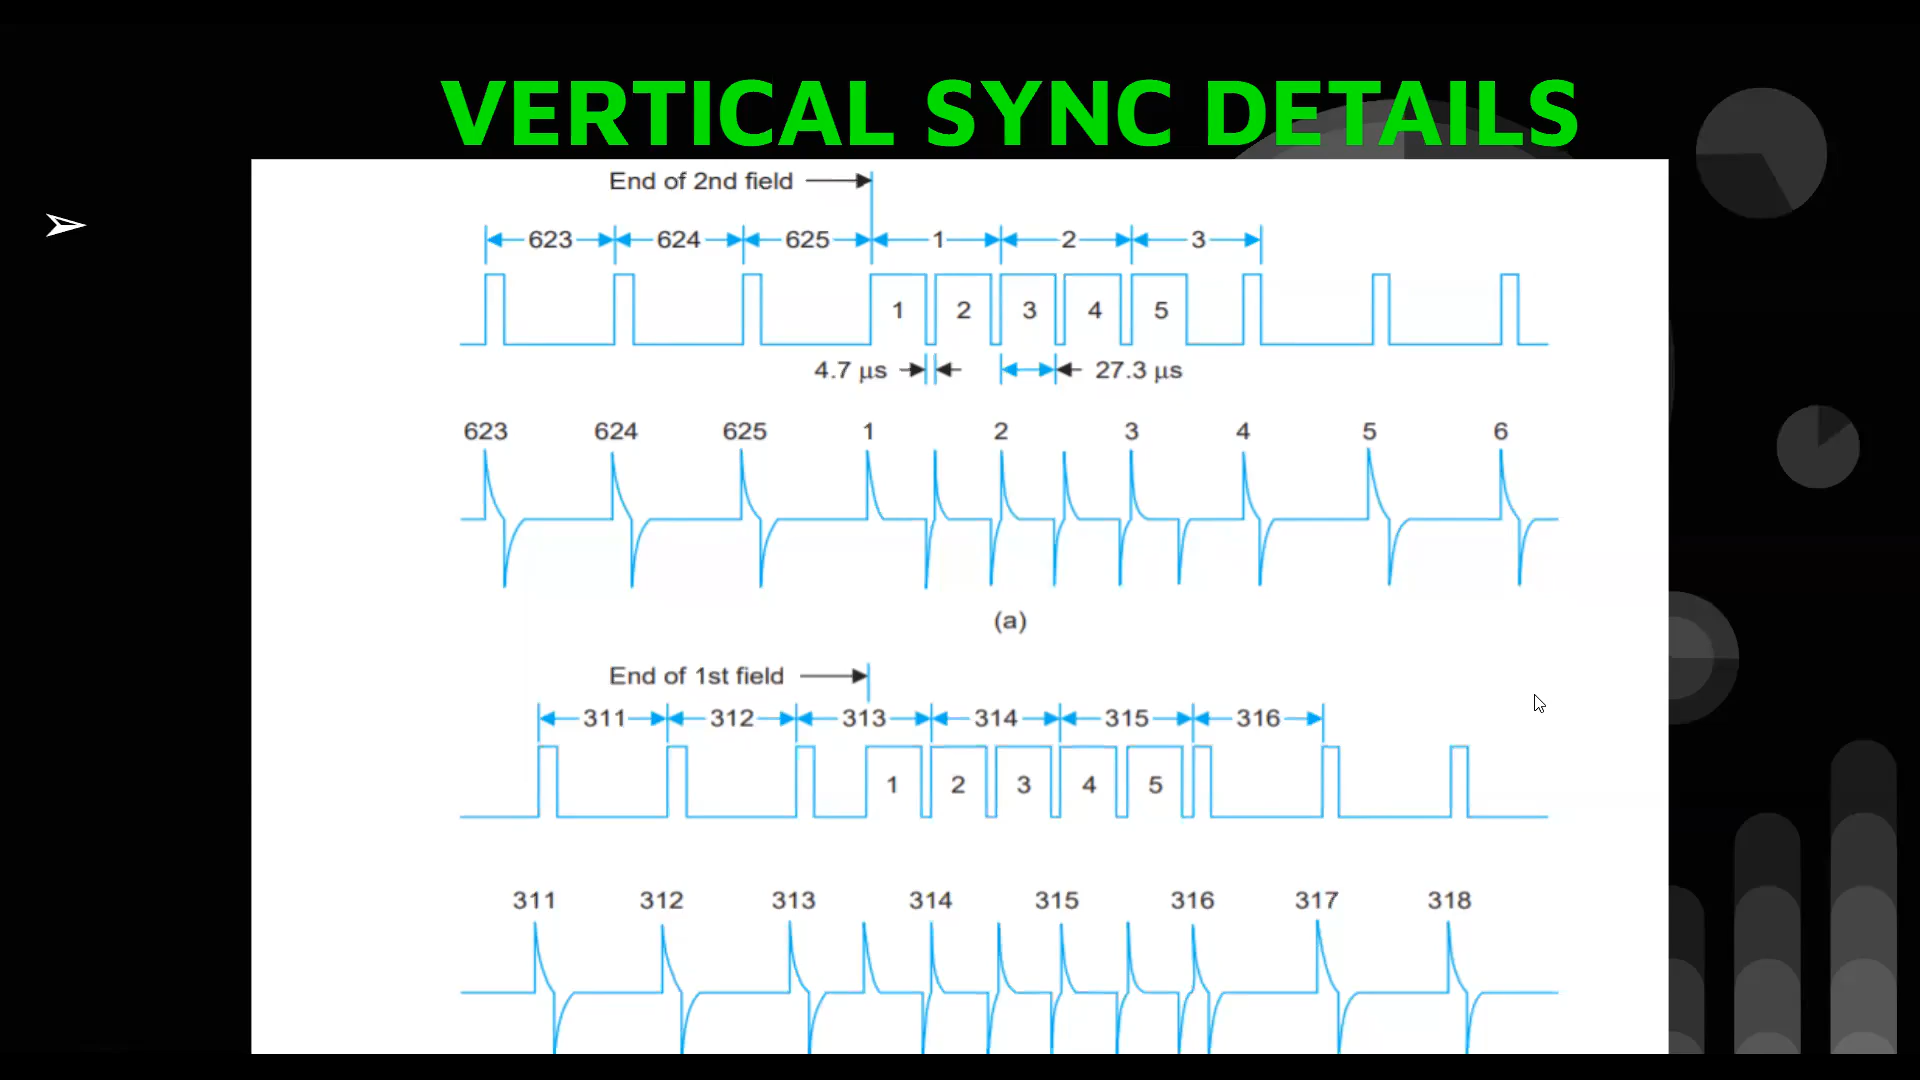 VERTICAL SYNC DETAILS
End of 2nd field
623 624 625 1 2 3
1 2 3 4 5
4.7 μs 27.3 μs
623 624 625 1 2 3 4 5 6
(a)
End of 1st field
311 312 313 314 315 316
1 2 3 4 5
311 312 313 314 315 316 317 318